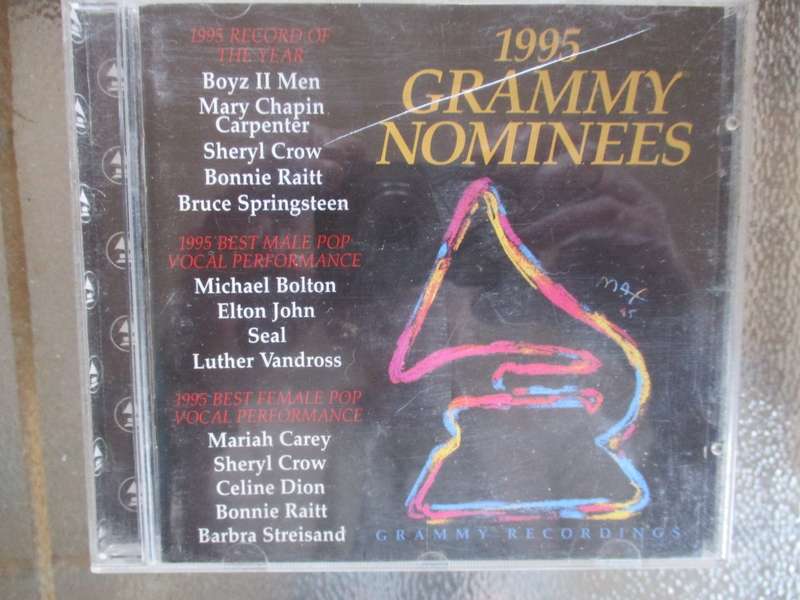 1995 RECORD OF
THE YEAR
Boyz II Men
Mary Chapin
Carpenter
Sheryl Crow
Bonnie Raitt
Bruce Springsteen
1995 BEST MALE POP
VOCAL PERFORMANCE
Michael Bolton
Elton John
Seal
Luther Vandross
1995 BEST FEMALE POP
VOCAL PERFORMANCE
Mariah Carey
Sheryl Crow
Celine Dion
Bonnie Raitt
Barbra Streisand
1995
GRAMMY
NOMINEES
MAX
95
GRAMMY RECORDINGS